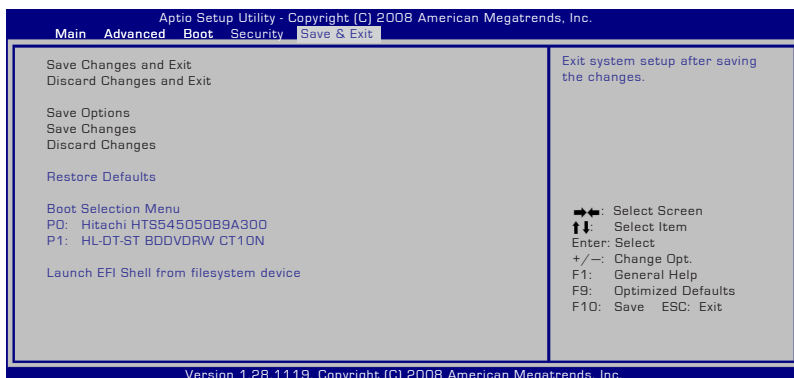 Aptio Setup Utility - Copyright (C) 2008 American Megatrends, Inc.
Main Advanced Boot Security Save & Exit
Save Changes and Exit
Discard Changes and Exit
Save Options
Save Changes
Discard Changes
Restore Defaults
Boot Selection Menu
P0: Hitachi HTS545050B9A300
P1: HL-DT-ST BDDVDRW CT10N
Launch EFI Shell from filesystem device
Exit system setup after saving
the changes.
➡⬅: Select Screen
⬆⬇: Select Item
Enter: Select
+/—: Change Opt.
F1: General Help
F9: Optimized Defaults
F10: Save ESC: Exit
Version 1.28.1119. Copyright (C) 2008 American Megatrends, Inc.